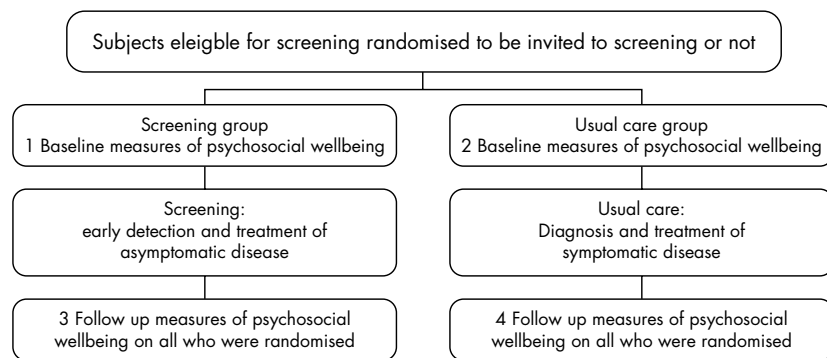 Subjects eleigble for screening randomised to be invited to screening or not
Screening group
1 Baseline measures of psychosocial wellbeing
Usual care group
2 Baseline measures of psychosocial wellbeing
Screening:
early detection and treatment of
asymptomatic disease
Usual care:
Diagnosis and treatment of
symptomatic disease
3 Follow up measures of psychosocial
wellbeing on all who were randomised
4 Follow up measures of psychosocial
wellbeing on all who were randomised